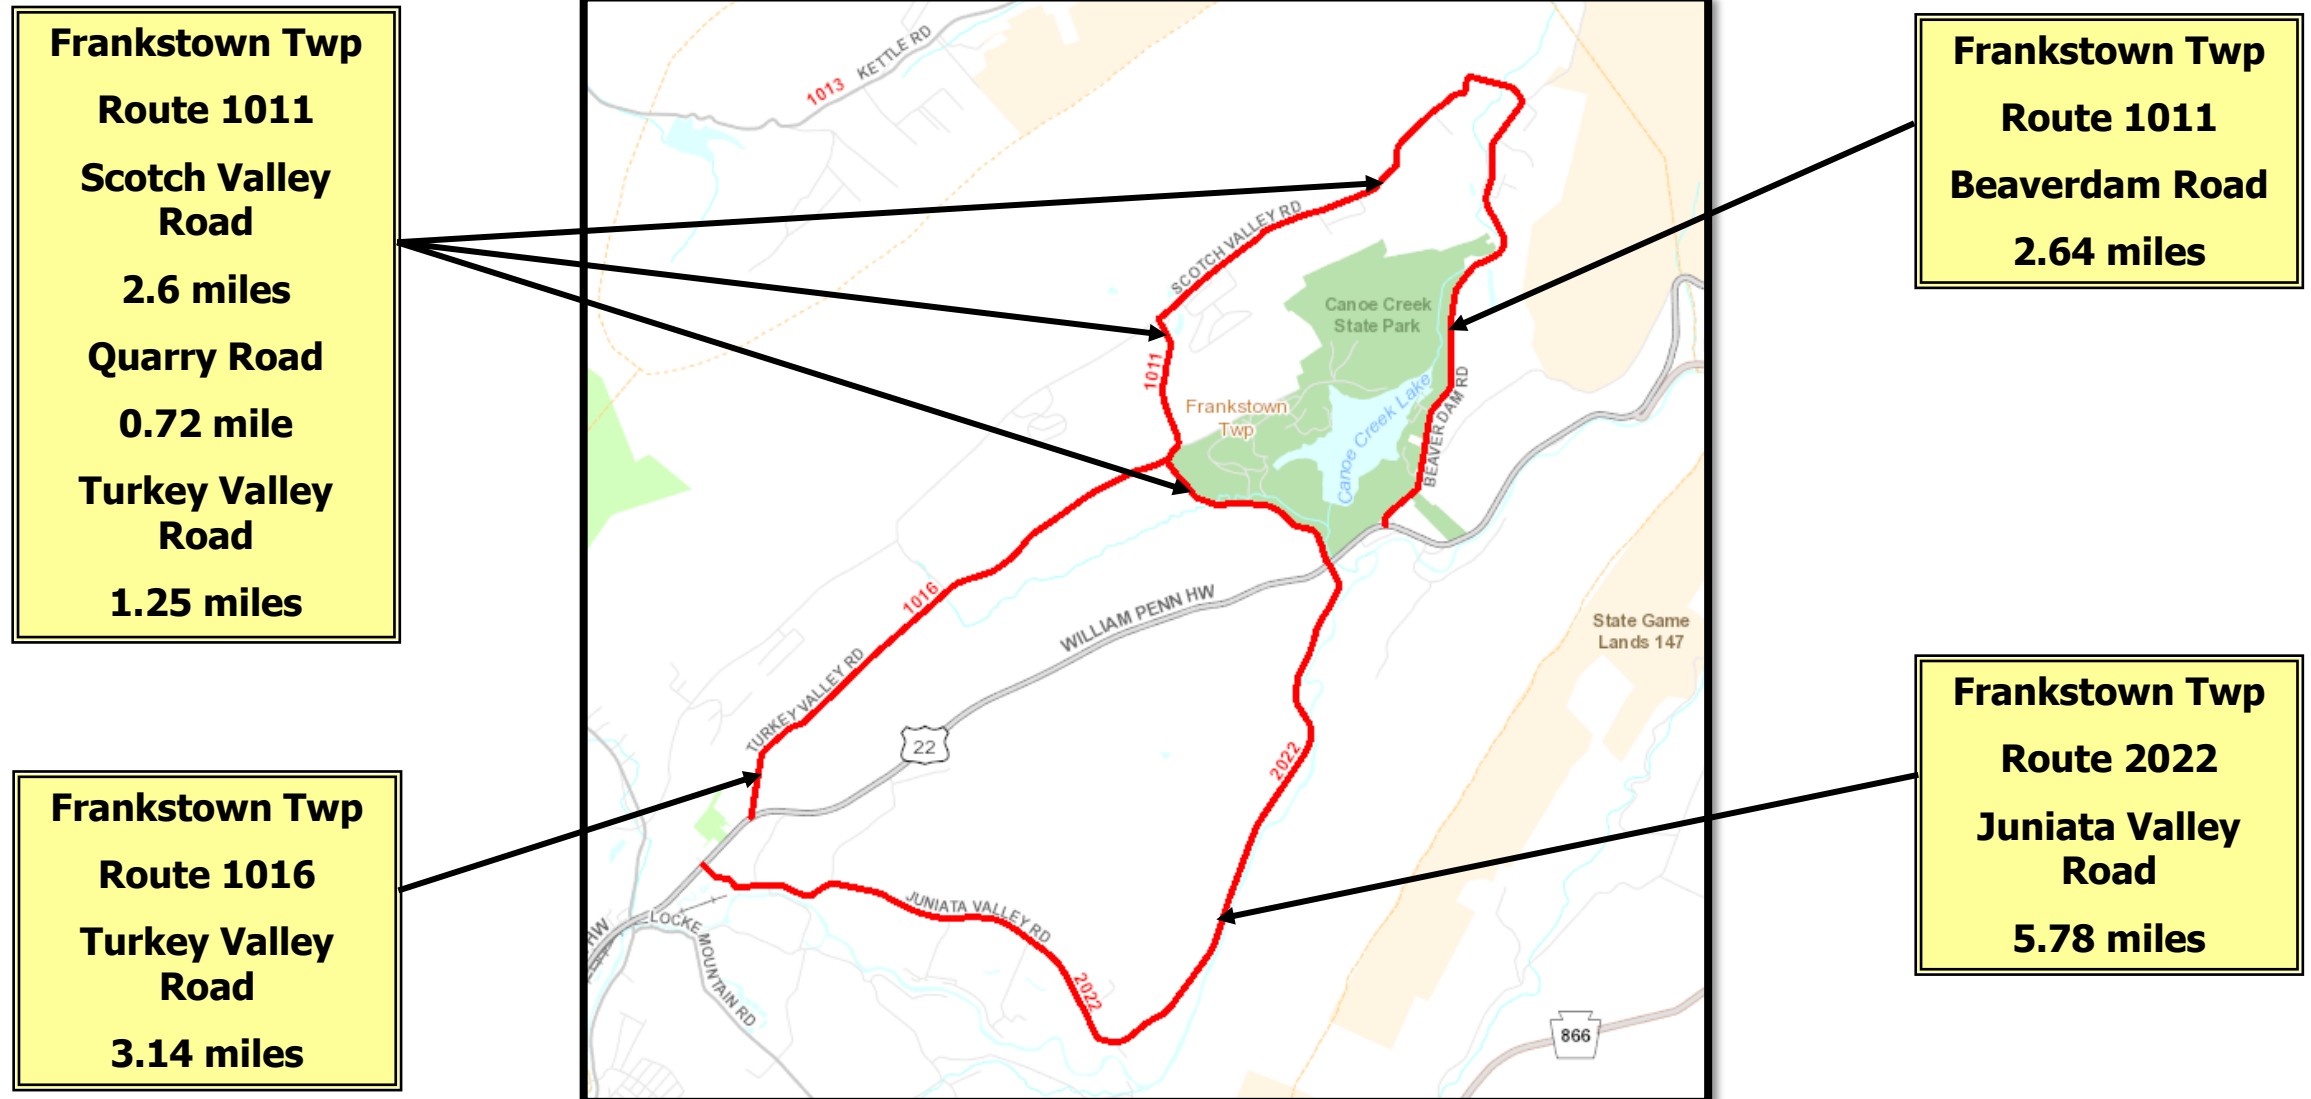 Frankstown Twp
Route 1011
Scotch Valley
Road
2.6 miles
Quarry Road
0.72 mile
Turkey Valley
Road
1.25 miles
Frankstown Twp
Route 1016
Turkey Valley
Road
3.14 miles
1013
KETTLE RD
SCOTCH VALLEY RD
Canoe Creek
State Park
1011
Frankstown
Twp
Canoe Creek Lake
BEAVER DAM RD
1016
WILLIAM PENN HW
State Game
Lands 147
TURKEY VALLEY RD
22
2022
JUNIATA VALLEY RD
HW
LOCKE MOUNTAIN RD
2022
866
Frankstown Twp
Route 1011
Beaverdam Road
2.64 miles
Frankstown Twp
Route 2022
Juniata Valley
Road
5.78 miles